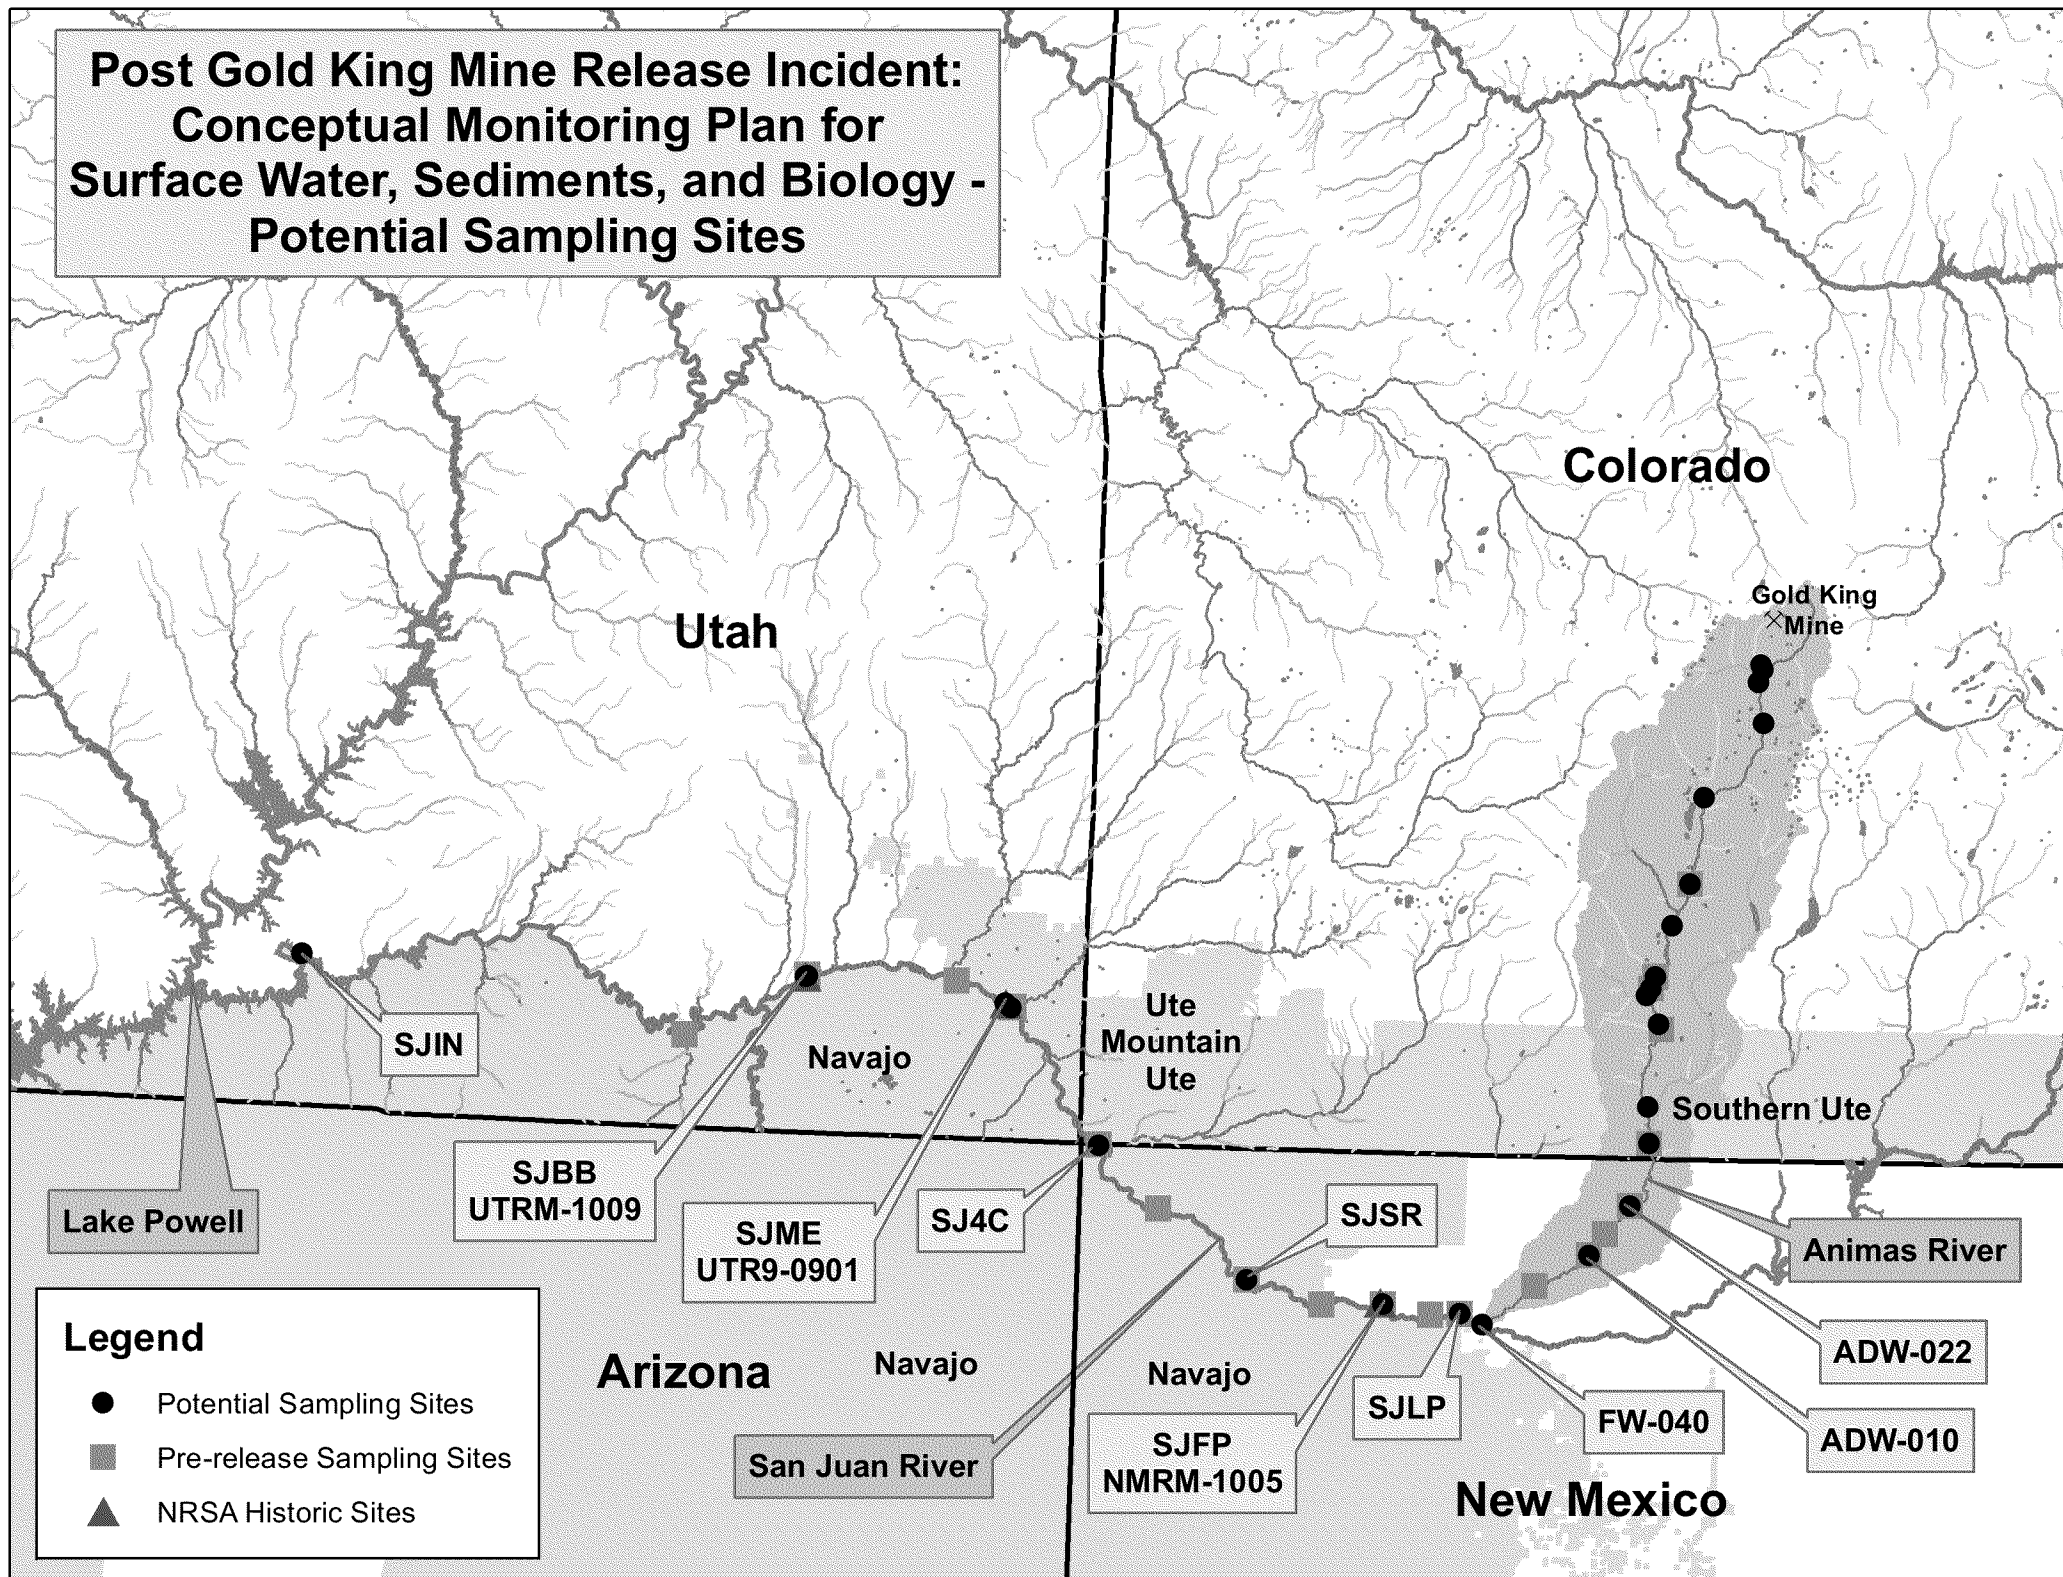 Post Gold King Mine Release Incident:
Conceptual Monitoring Plan for
Surface Water, Sediments, and Biology -
Potential Sampling Sites
Colorado
Gold King
Mine
Utah
Ute
Mountain
Ute
Navajo
SJIN
Southern Ute
SJBB
UTRM-1009
SJME
UTR9-0901
SJ4C
SJSR
Lake Powell
Animas River
ADW-022
ADW-010
FW-040
SJLP
SJFP
NMRM-1005
San Juan River
Arizona
Navajo
Navajo
New Mexico
Legend
Potential Sampling Sites
Pre-release Sampling Sites
NRSA Historic Sites